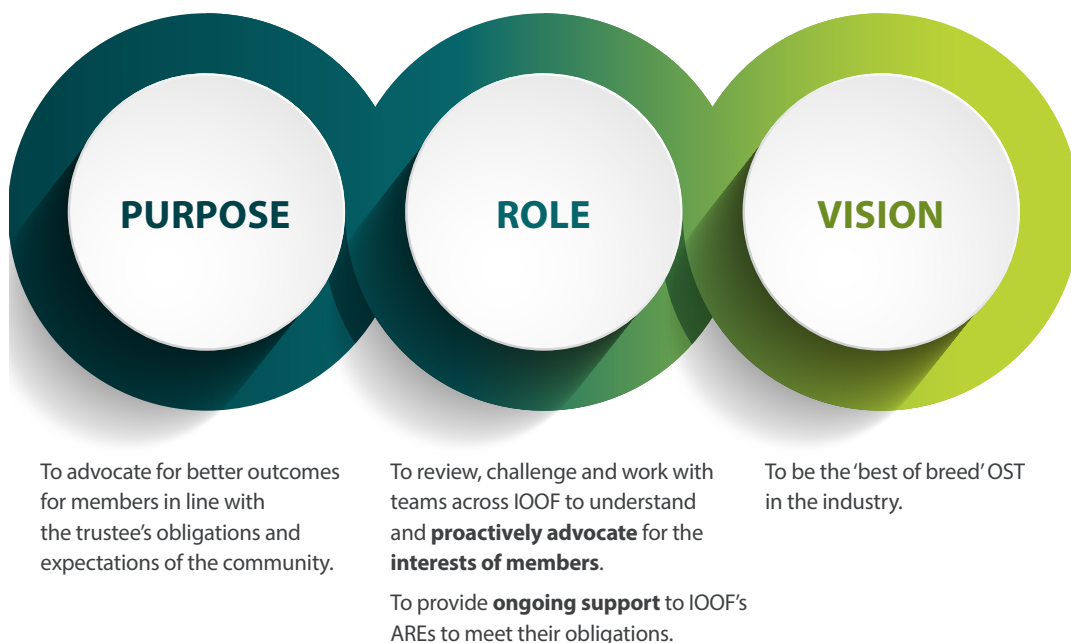 PURPOSE
ROLE
VISION
To advocate for better outcomes
for members in line with
the trustee's obligations and
expectations of the community.
To review, challenge and work with
teams across IOOF to understand
and proactively advocate for the
interests of members.
To provide ongoing support to IOOF's
AREs to meet their obligations.
To be the ‘best of breed’ OST
in the industry.